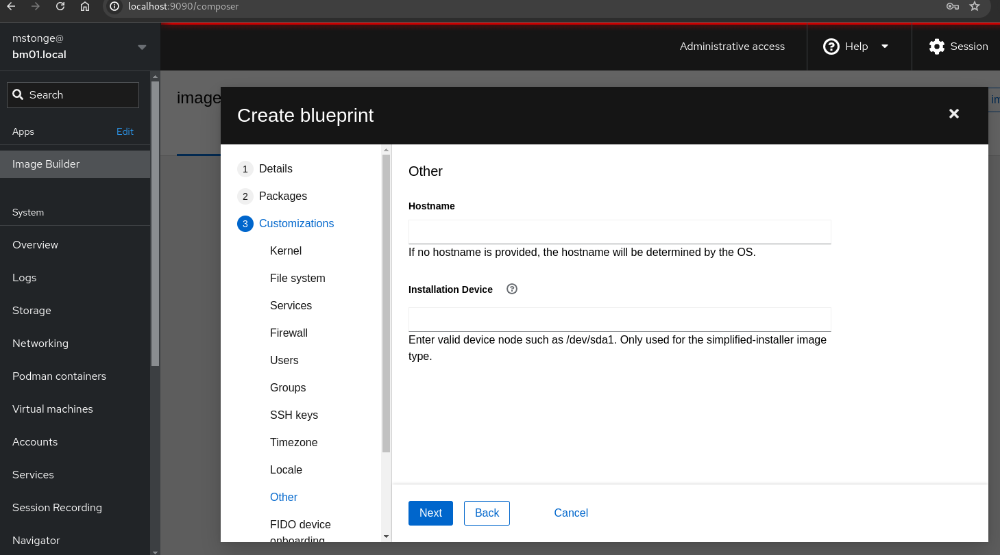 localhost:9090/composer
mstonge@
bm01.local
Administrative access
Help
Session
Search
Apps
Edit
Image Builder
System
Overview
Logs
Storage
Networking
Podman containers
Virtual machines
Accounts
Services
Session Recording
Navigator
image
im
Create blueprint
1 Details
2 Packages
3 Customizations
Kernel
File system
Services
Firewall
Users
Groups
SSH keys
Timezone
Locale
Other
FIDO device
onboarding
Other
Hostname
If no hostname is provided, the hostname will be determined by the OS.
Installation Device
Enter valid device node such as /dev/sda1. Only used for the simplified-installer image
type.
Next
Back
Cancel